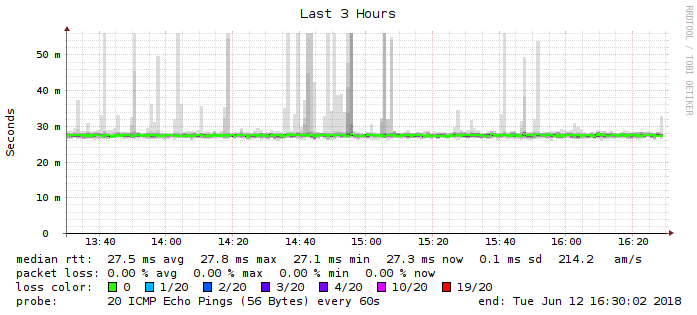 Last 3 Hours
RRDTOOL / TOBI OETIKER
Seconds
50 m
40 m
30 m
20 m
10 m
0
13:40 14:00 14:20 14:40 15:00 15:20 15:40 16:00 16:20
median rtt: 27.5 ms avg 27.8 ms max 27.1 ms min 27.3 ms now 0.1 ms sd 214.2 am/s
packet loss: 0.00 % avg 0.00 % max 0.00 % min 0.00 % now
loss color: 0 1/20 2/20 3/20 4/20 10/20 19/20
probe: 20 ICMP Echo Pings (56 Bytes) every 60s end: Tue Jun 12 16:30:02 2018